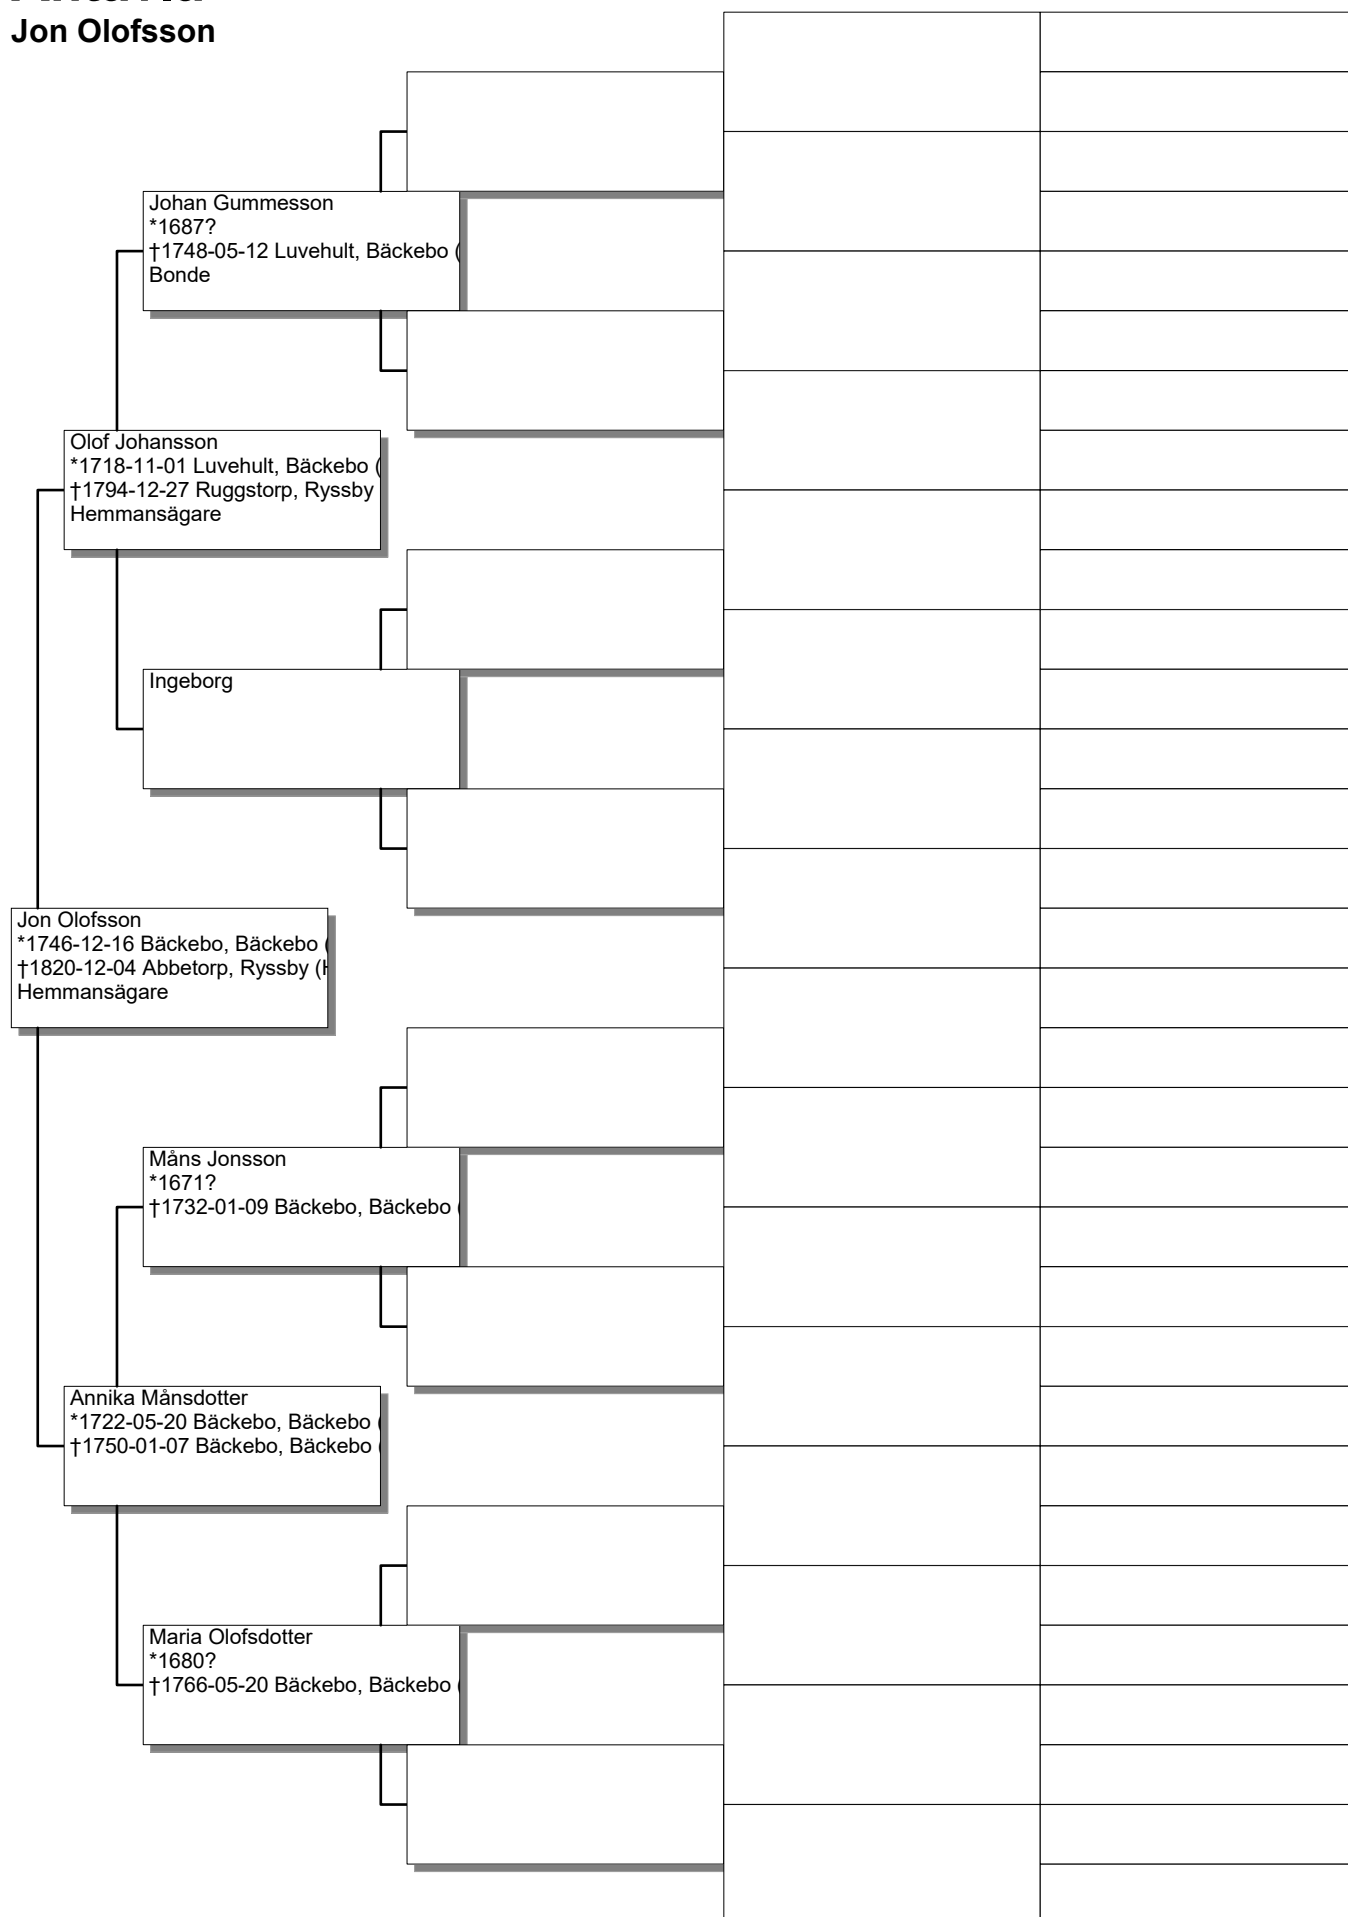 Jon Olofsson
Johan Gummesson
*1687?
†1748-05-12 Luvehult, Bäckebo (
Bonde
Olof Johansson
*1718-11-01 Luvehult, Bäckebo (
†1794-12-27 Ruggstorp, Ryssby
Hemmansägare
Ingeborg
Jon Olofsson
*1746-12-16 Bäckebo, Bäckebo (
†1820-12-04 Abbetorp, Ryssby (H
Hemmansägare
Måns Jonsson
*1671?
†1732-01-09 Bäckebo, Bäckebo (
Annika Månsdotter
*1722-05-20 Bäckebo, Bäckebo (
†1750-01-07 Bäckebo, Bäckebo (
Maria Olofsdotter
*1680?
†1766-05-20 Bäckebo, Bäckebo (